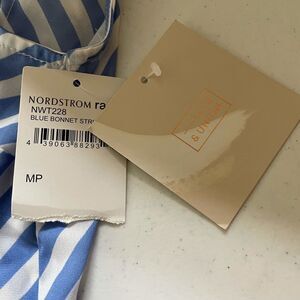 NORDSTROM ra
NWT228
BLUE BONNET STR
4 39063 88293
MP
& U